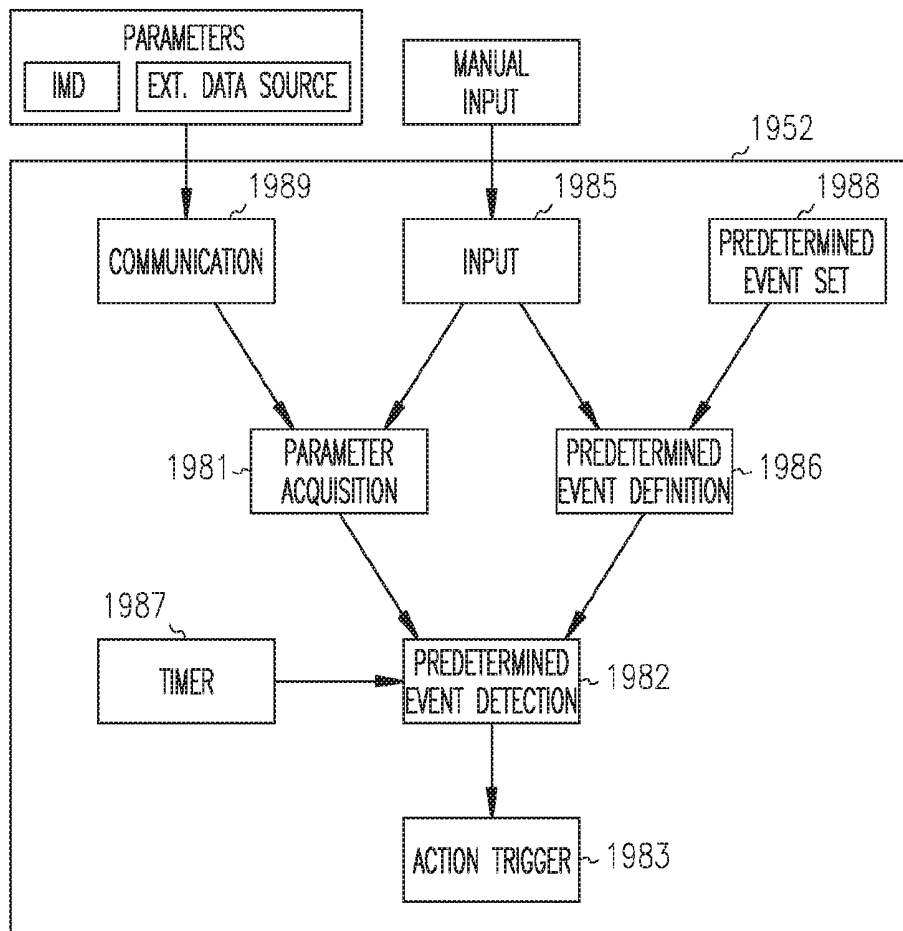 PARAMETERS
IMD
EXT. DATA SOURCE
MANUAL
INPUT
1952
1989
1985
1988
COMMUNICATION
INPUT
PREDETERMINED
EVENT SET
1981
PARAMETER
ACQUISITION
PREDETERMINED
EVENT DEFINITION
1986
1987
TIMER
PREDETERMINED
EVENT DETECTION
1982
ACTION TRIGGER
1983